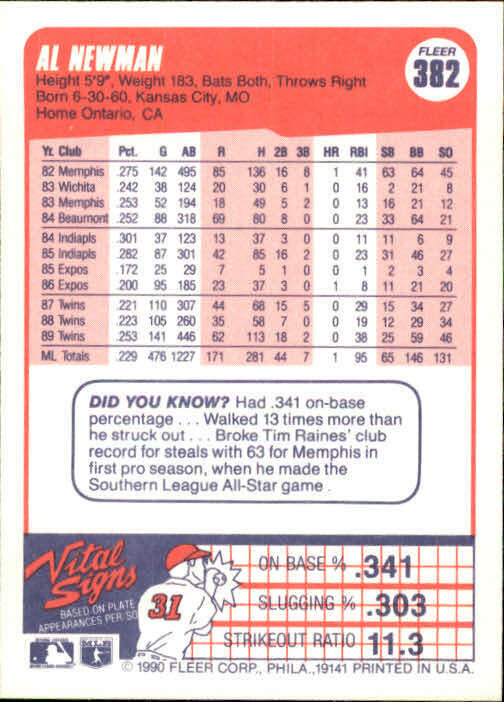 AL NEWMAN
FLEER
382
Height 5'9", Weight 183, Bats Both, Throws Right
Born 6-30-60, Kansas City, MO
Home Ontario, CA
Yr. Club Pct. G AB R H 2B 3B HR RBI SB BB SO
82 Memphis .275 142 495 85 136 16 8 1 41 63 64 45
83 Wichita .242 38 124 20 30 6 1 0 16 2 21 8
83 Memphis .253 52 194 18 49 5 2 0 13 16 21 12
84 Beaumont .252 88 318 69 80 8 0 0 23 33 64 21
84 Indiapls .301 37 123 13 37 3 0 0 11 11 6 9
85 Indiapls .282 87 301 42 85 16 2 0 23 31 46 27
85 Expos .172 25 29 7 5 1 0 0 1 2 3 4
86 Expos .200 95 185 23 37 3 0 1 8 11 21 20
87 Twins .221 110 307 44 68 15 5 0 29 15 34 27
88 Twins .223 105 260 35 58 7 0 0 19 12 29 34
89 Twins .253 141 446 62 113 18 2 0 38 25 59 46
ML Totals .229 476 1227 171 281 44 7 1 95 65 146 131
DID YOU KNOW? Had .341 on-base
percentage . . . Walked 13 times more than
he struck out . . . Broke Tim Raines' club
record for steals with 63 for Memphis in
first pro season, when he made the
Southern League All-Star game .
Vital
Signs
BASED ON PLATE
APPEARANCES PER SO
31
ON BASE % .341
SLUGGING % .303
STRIKEOUT RATIO 11.3
MLB
© 1990 FLEER CORP., PHILA.,19141 PRINTED IN U.S.A.